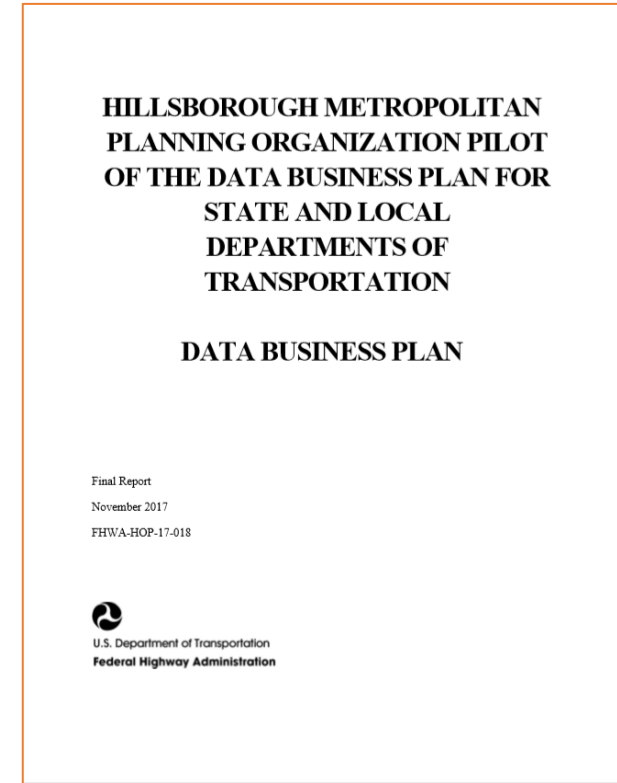 HILLSBOROUGH METROPOLITAN
PLANNING ORGANIZATION PILOT
OF THE DATA BUSINESS PLAN FOR
STATE AND LOCAL
DEPARTMENTS OF
TRANSPORTATION
DATA BUSINESS PLAN
Final Report
November 2017
FHWA-HOP-17-018
U.S. Department of Transportation
Federal Highway Administration